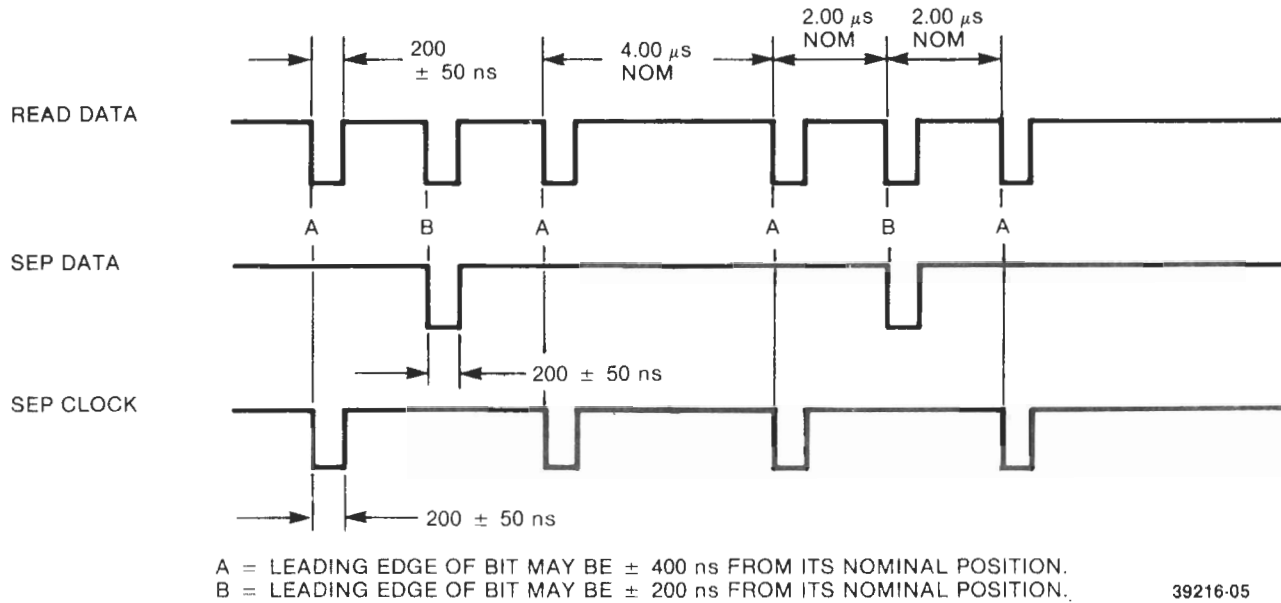 2.00 μs 2.00 μs
NOM NOM
200 4.00 μs
± 50 ns NOM
READ DATA
A B A A B A
SEP DATA
200 ± 50 ns
SEP CLOCK
200 ± 50 ns
A = LEADING EDGE OF BIT MAY BE ± 400 ns FROM ITS NOMINAL POSITION.
B = LEADING EDGE OF BIT MAY BE ± 200 ns FROM ITS NOMINAL POSITION.
39216-05